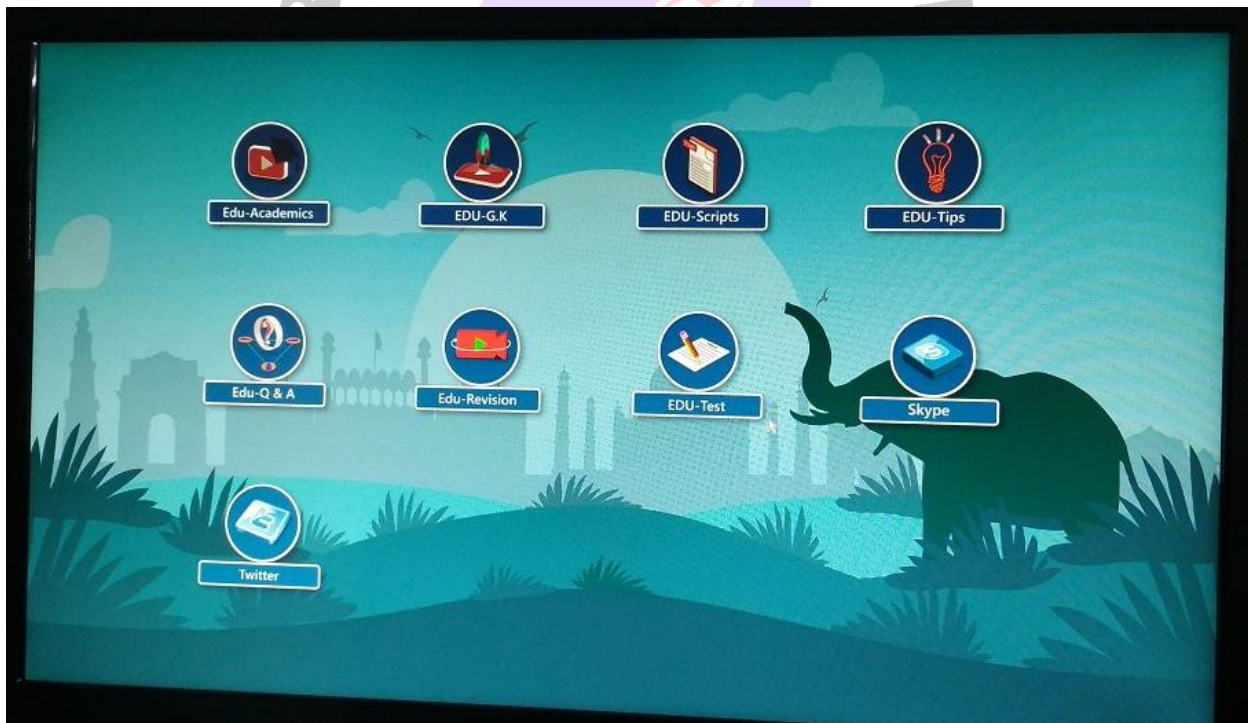 Edu-Academics
EDU-G.K
EDU-Scripts
EDU-Tips
Edu-Q & A
Edu-Revision
EDU-Test
Skype
Twitter